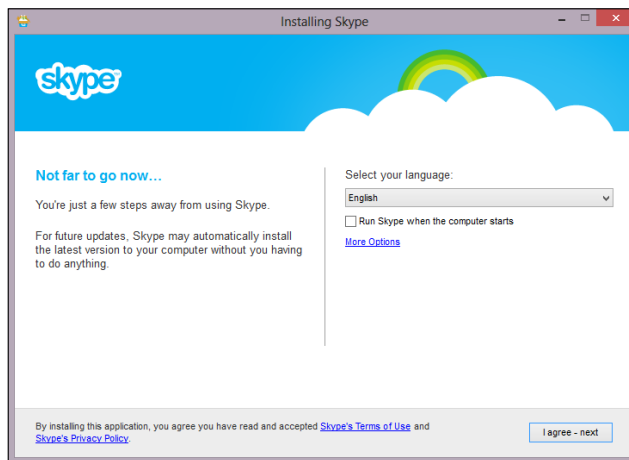 Installing Skype
skype
Not far to go now…
You're just a few steps away from using Skype.
For future updates, Skype may automatically install
the latest version to your computer without you having
to do anything.
Select your language:
English
Run Skype when the computer starts
More Options
By installing this application, you agree you have read and accepted Skype's Terms of Use and
Skype's Privacy Policy.
I agree - next